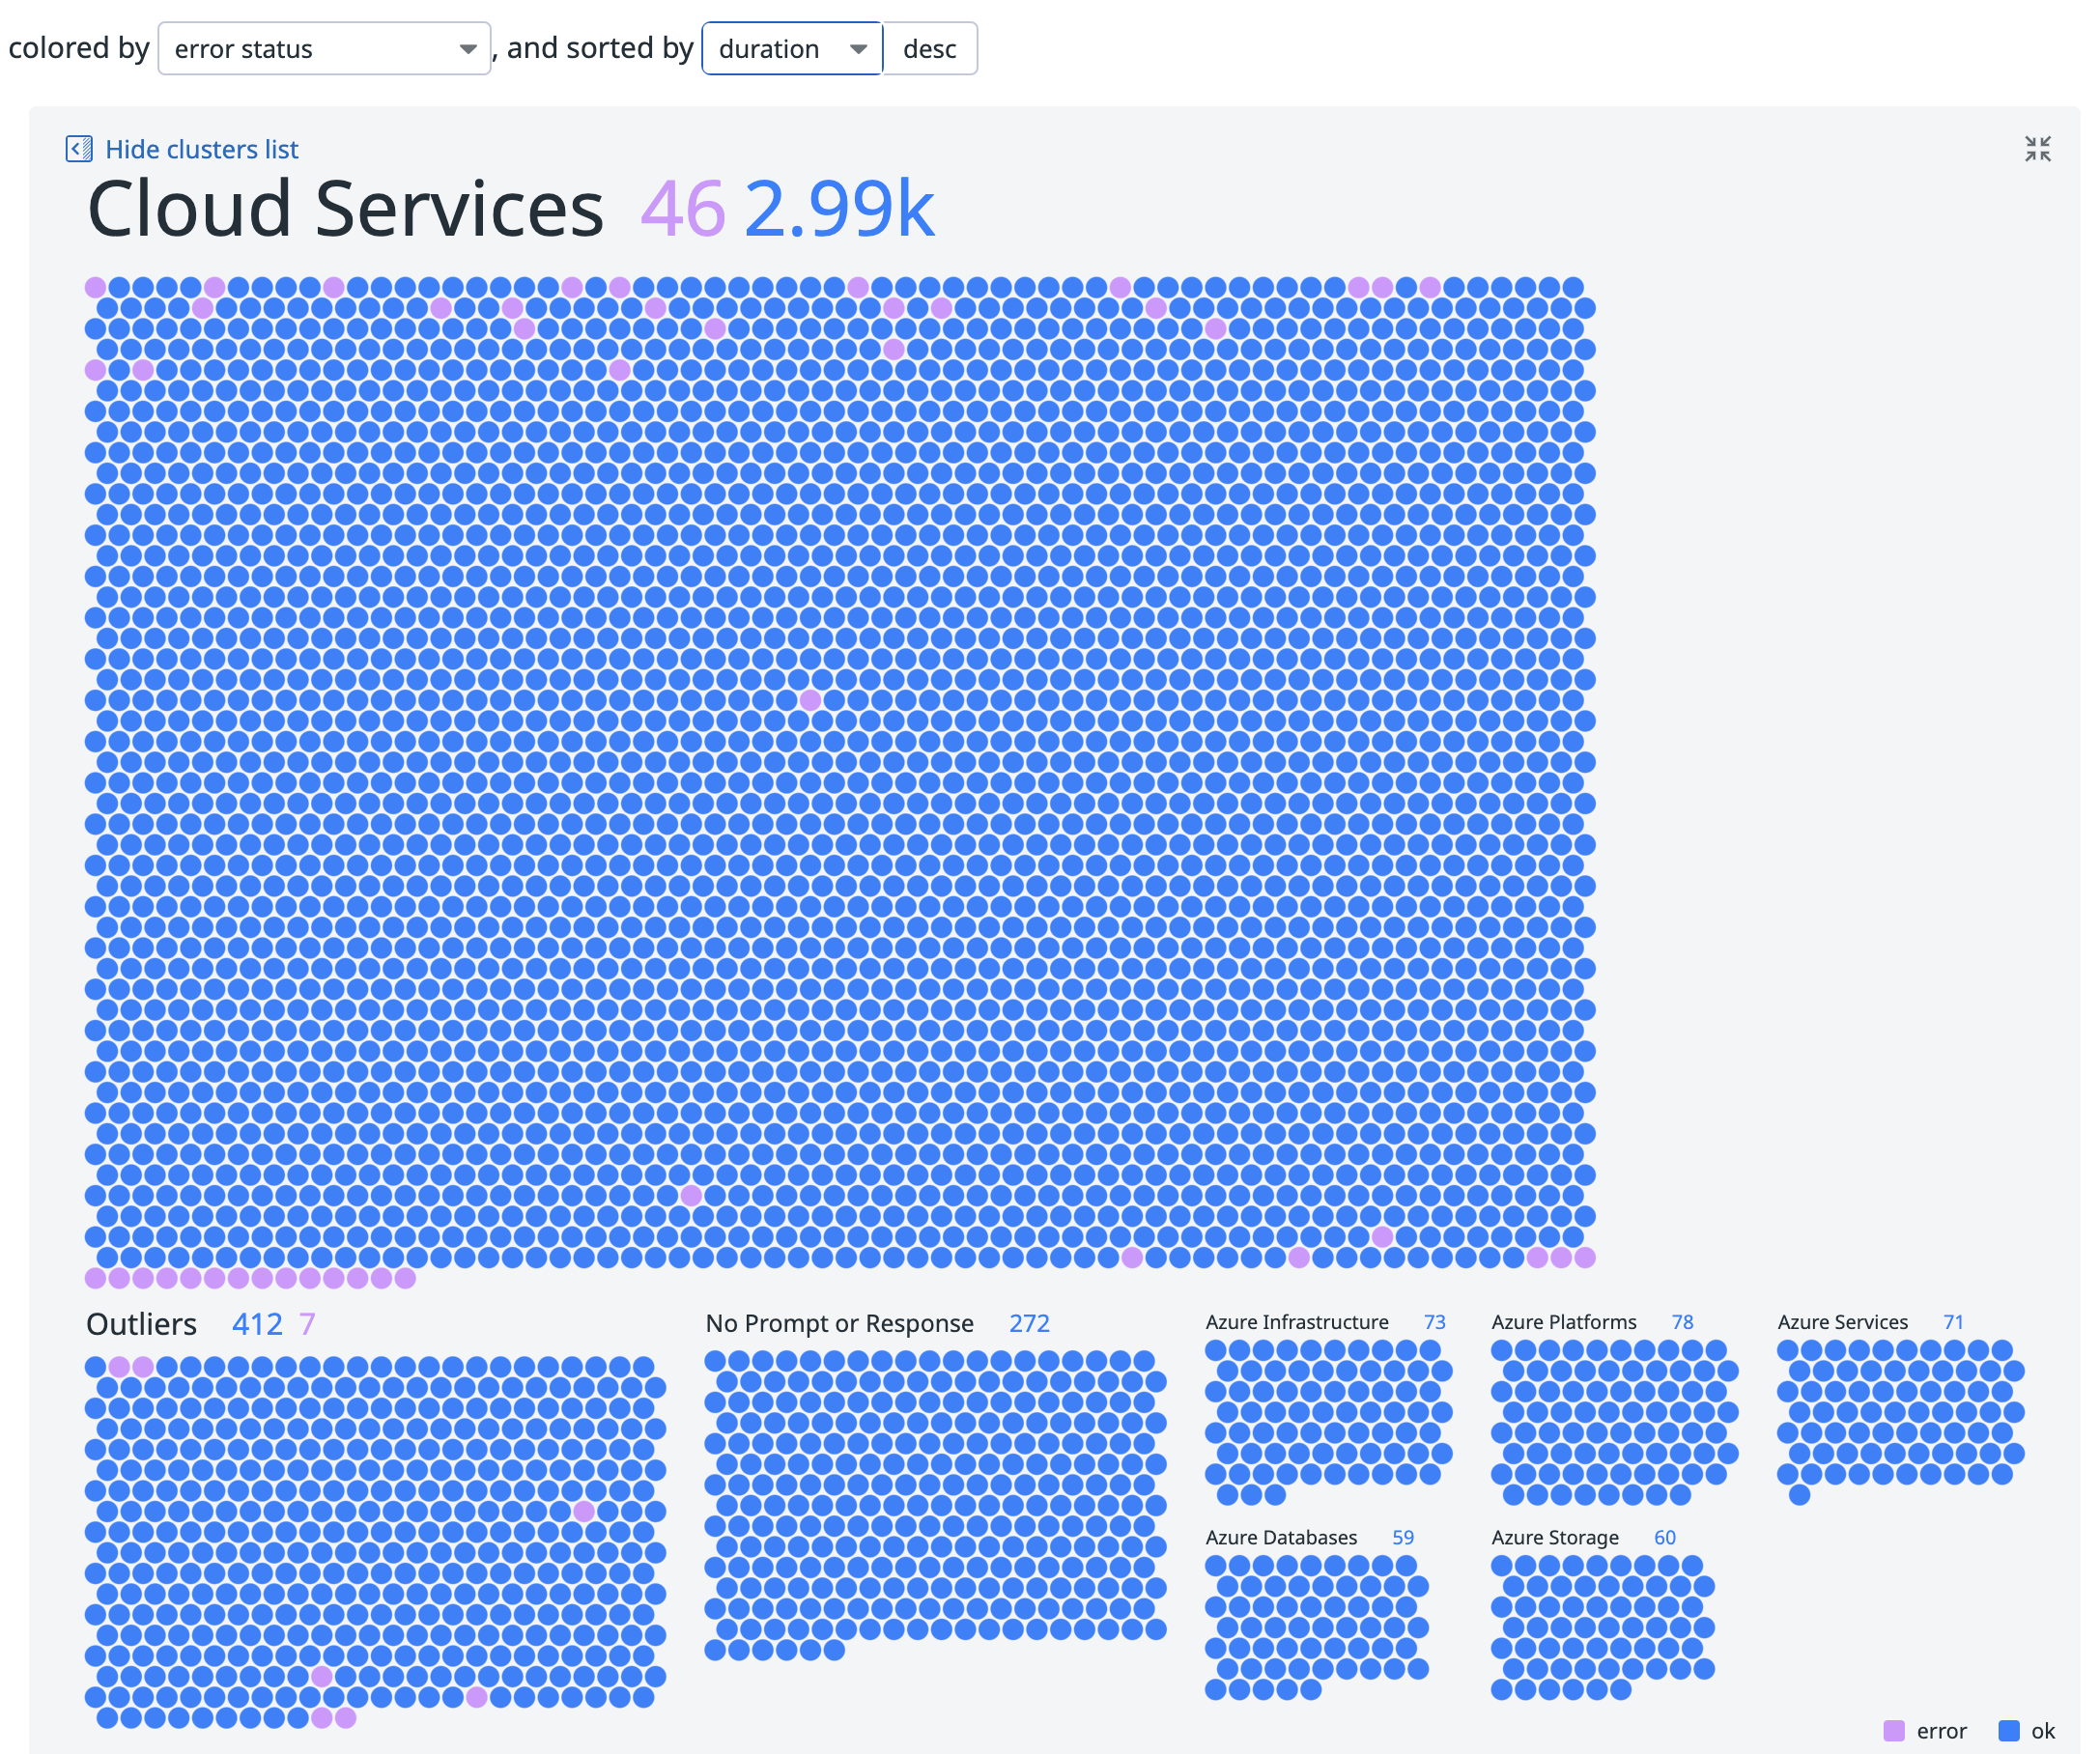 colored by error status , and sorted by duration desc
Hide clusters list
Cloud Services 46 2.99k
Outliers 412 7
No Prompt or Response 272
Azure Infrastructure 73
Azure Platforms 78
Azure Services 71
Azure Databases 59
Azure Storage 60
error ok